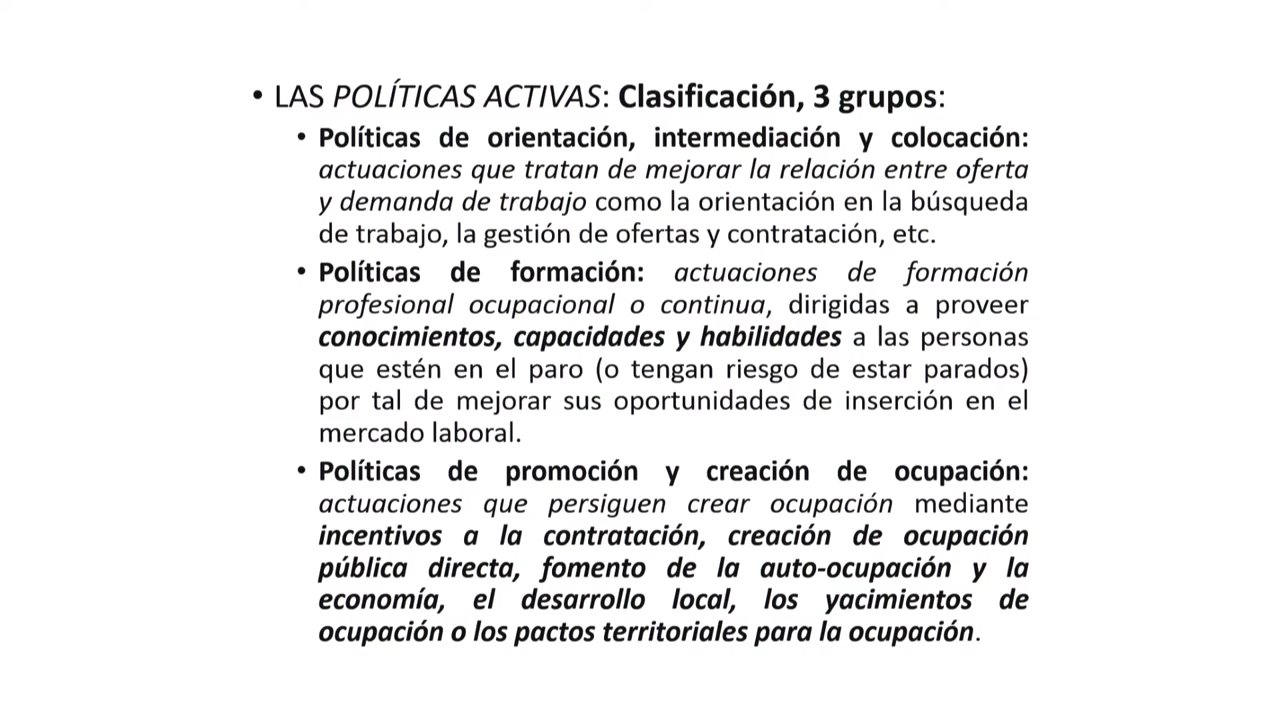 • LAS POLÍTICAS ACTIVAS: Clasificación, 3 grupos:
• Políticas de orientación, intermediación y colocación:
actuaciones que tratan de mejorar la relación entre oferta
y demanda de trabajo como la orientación en la búsqueda
de trabajo, la gestión de ofertas y contratación, etc.
• Políticas de formación: actuaciones de formación
profesional ocupacional o continua, dirigidas a proveer
conocimientos, capacidades y habilidades a las personas
que estén en el paro (o tengan riesgo de estar parados)
por tal de mejorar sus oportunidades de inserción en el
mercado laboral.
• Políticas de promoción y creación de ocupación:
actuaciones que persiguen crear ocupación mediante
incentivos a la contratación, creación de ocupación
pública directa, fomento de la auto-ocupación y la
economía, el desarrollo local, los yacimientos de
ocupación o los pactos territoriales para la ocupación.